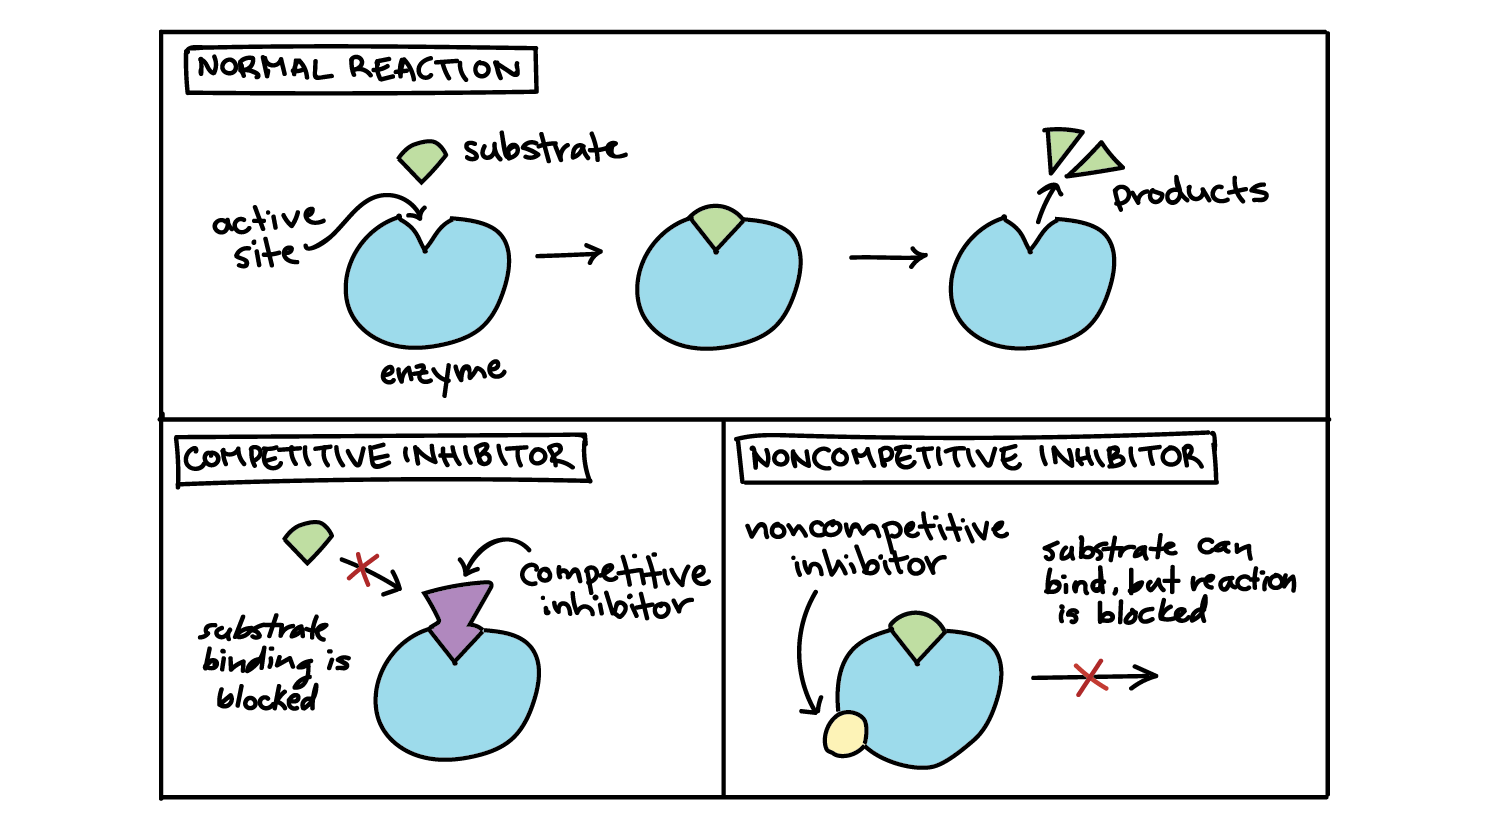 NORMAL REACTION
substrate
active
site
enzyme
products
COMPETITIVE INHIBITOR
competitive
inhibitor
substrate
binding is
blocked
NONCOMPETITIVE INHIBITOR
noncompetitive
inhibitor
substrate can
bind, but reaction
is blocked